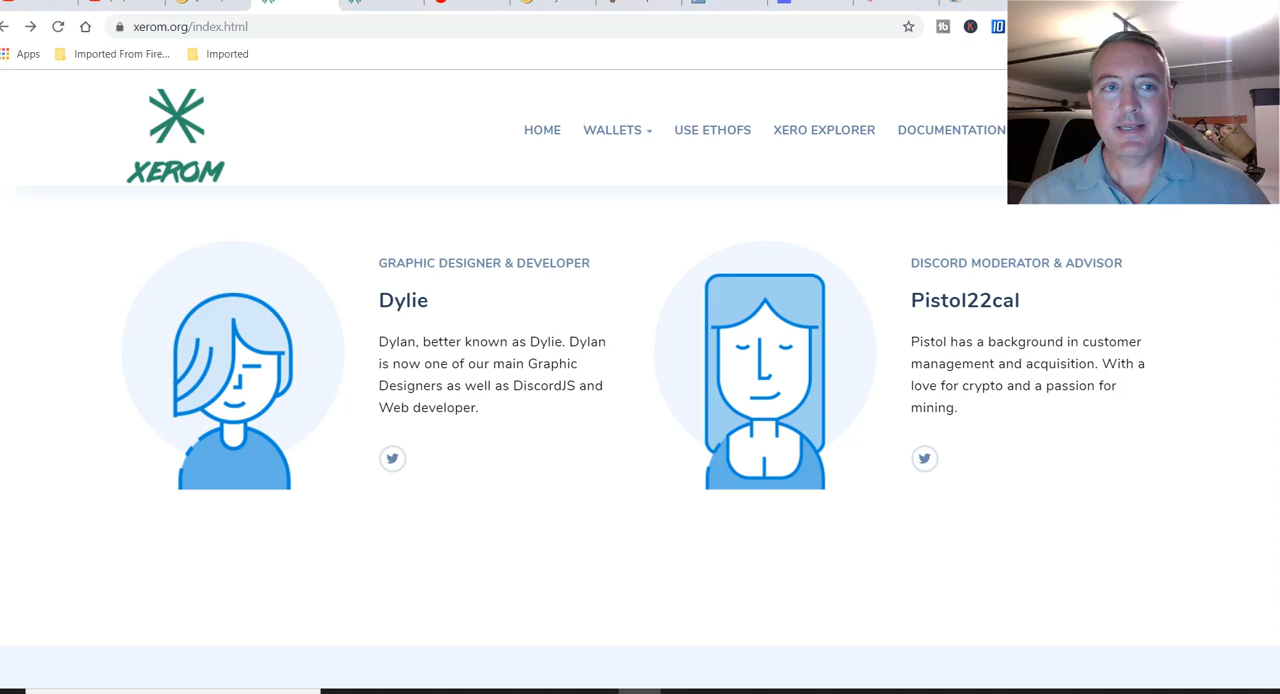 xerom.org/index.html
Apps
Imported From Fire...
Imported
XEROM
HOME
WALLETS
USE ETHOFS
XERO EXPLORER
DOCUMENTATION
GRAPHIC DESIGNER & DEVELOPER
Dylie
Dylan, better known as Dylie. Dylan
is now one of our main Graphic
Designers as well as DiscordJS and
Web developer.
DISCORD MODERATOR & ADVISOR
Pistol22cal
Pistol has a background in customer
management and acquisition. With a
love for crypto and a passion for
mining.